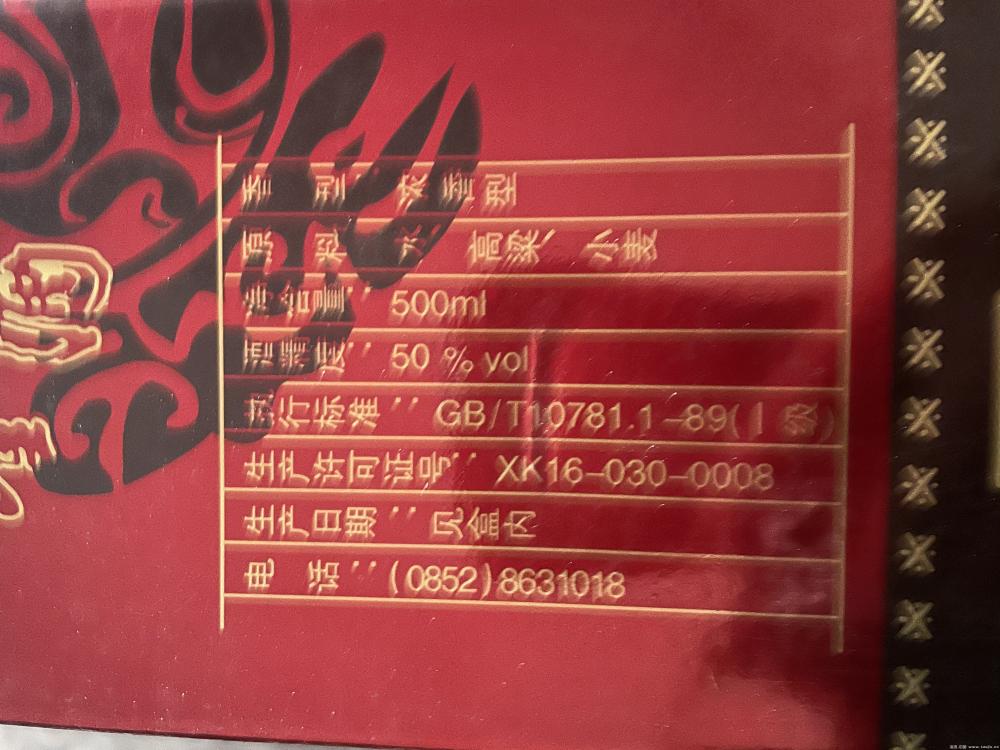 香 型：浓香型
原 料：水 高粱、小麦
净含量：500ml
酒精度：50 % vol
执行标准：GB/T10781.1-89(一级)
生产许可证号：XK16-030-0008
生产日期：见盒内
电 话：(0852)8631018